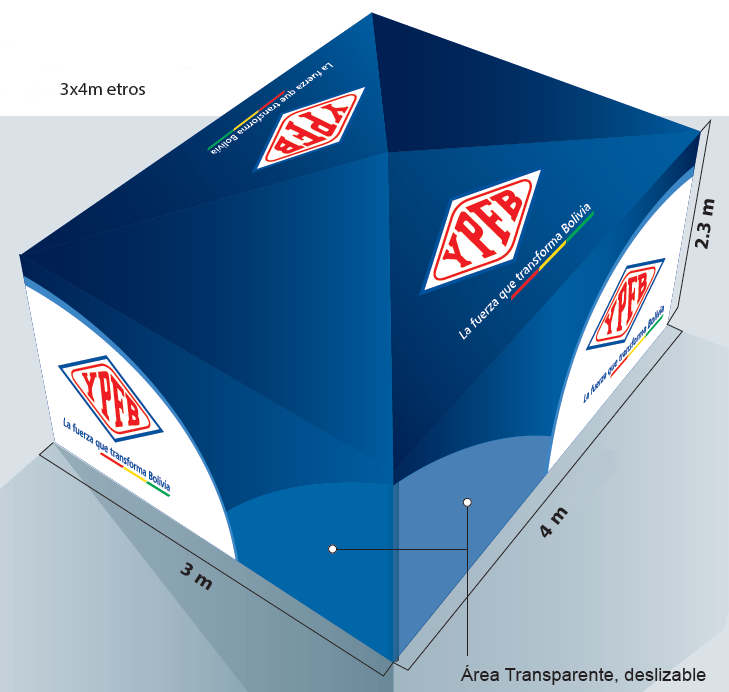 3x4m etros
La fuerza que transforma Bolivia
YPFB
YPFB
La fuerza que transforma Bolivia
2.3 m
YPFB
La fuerza que transforma Bolivia
YPFB
La fuerza que transforma Bolivia
3 m
4 m
Área Transparente, deslizable